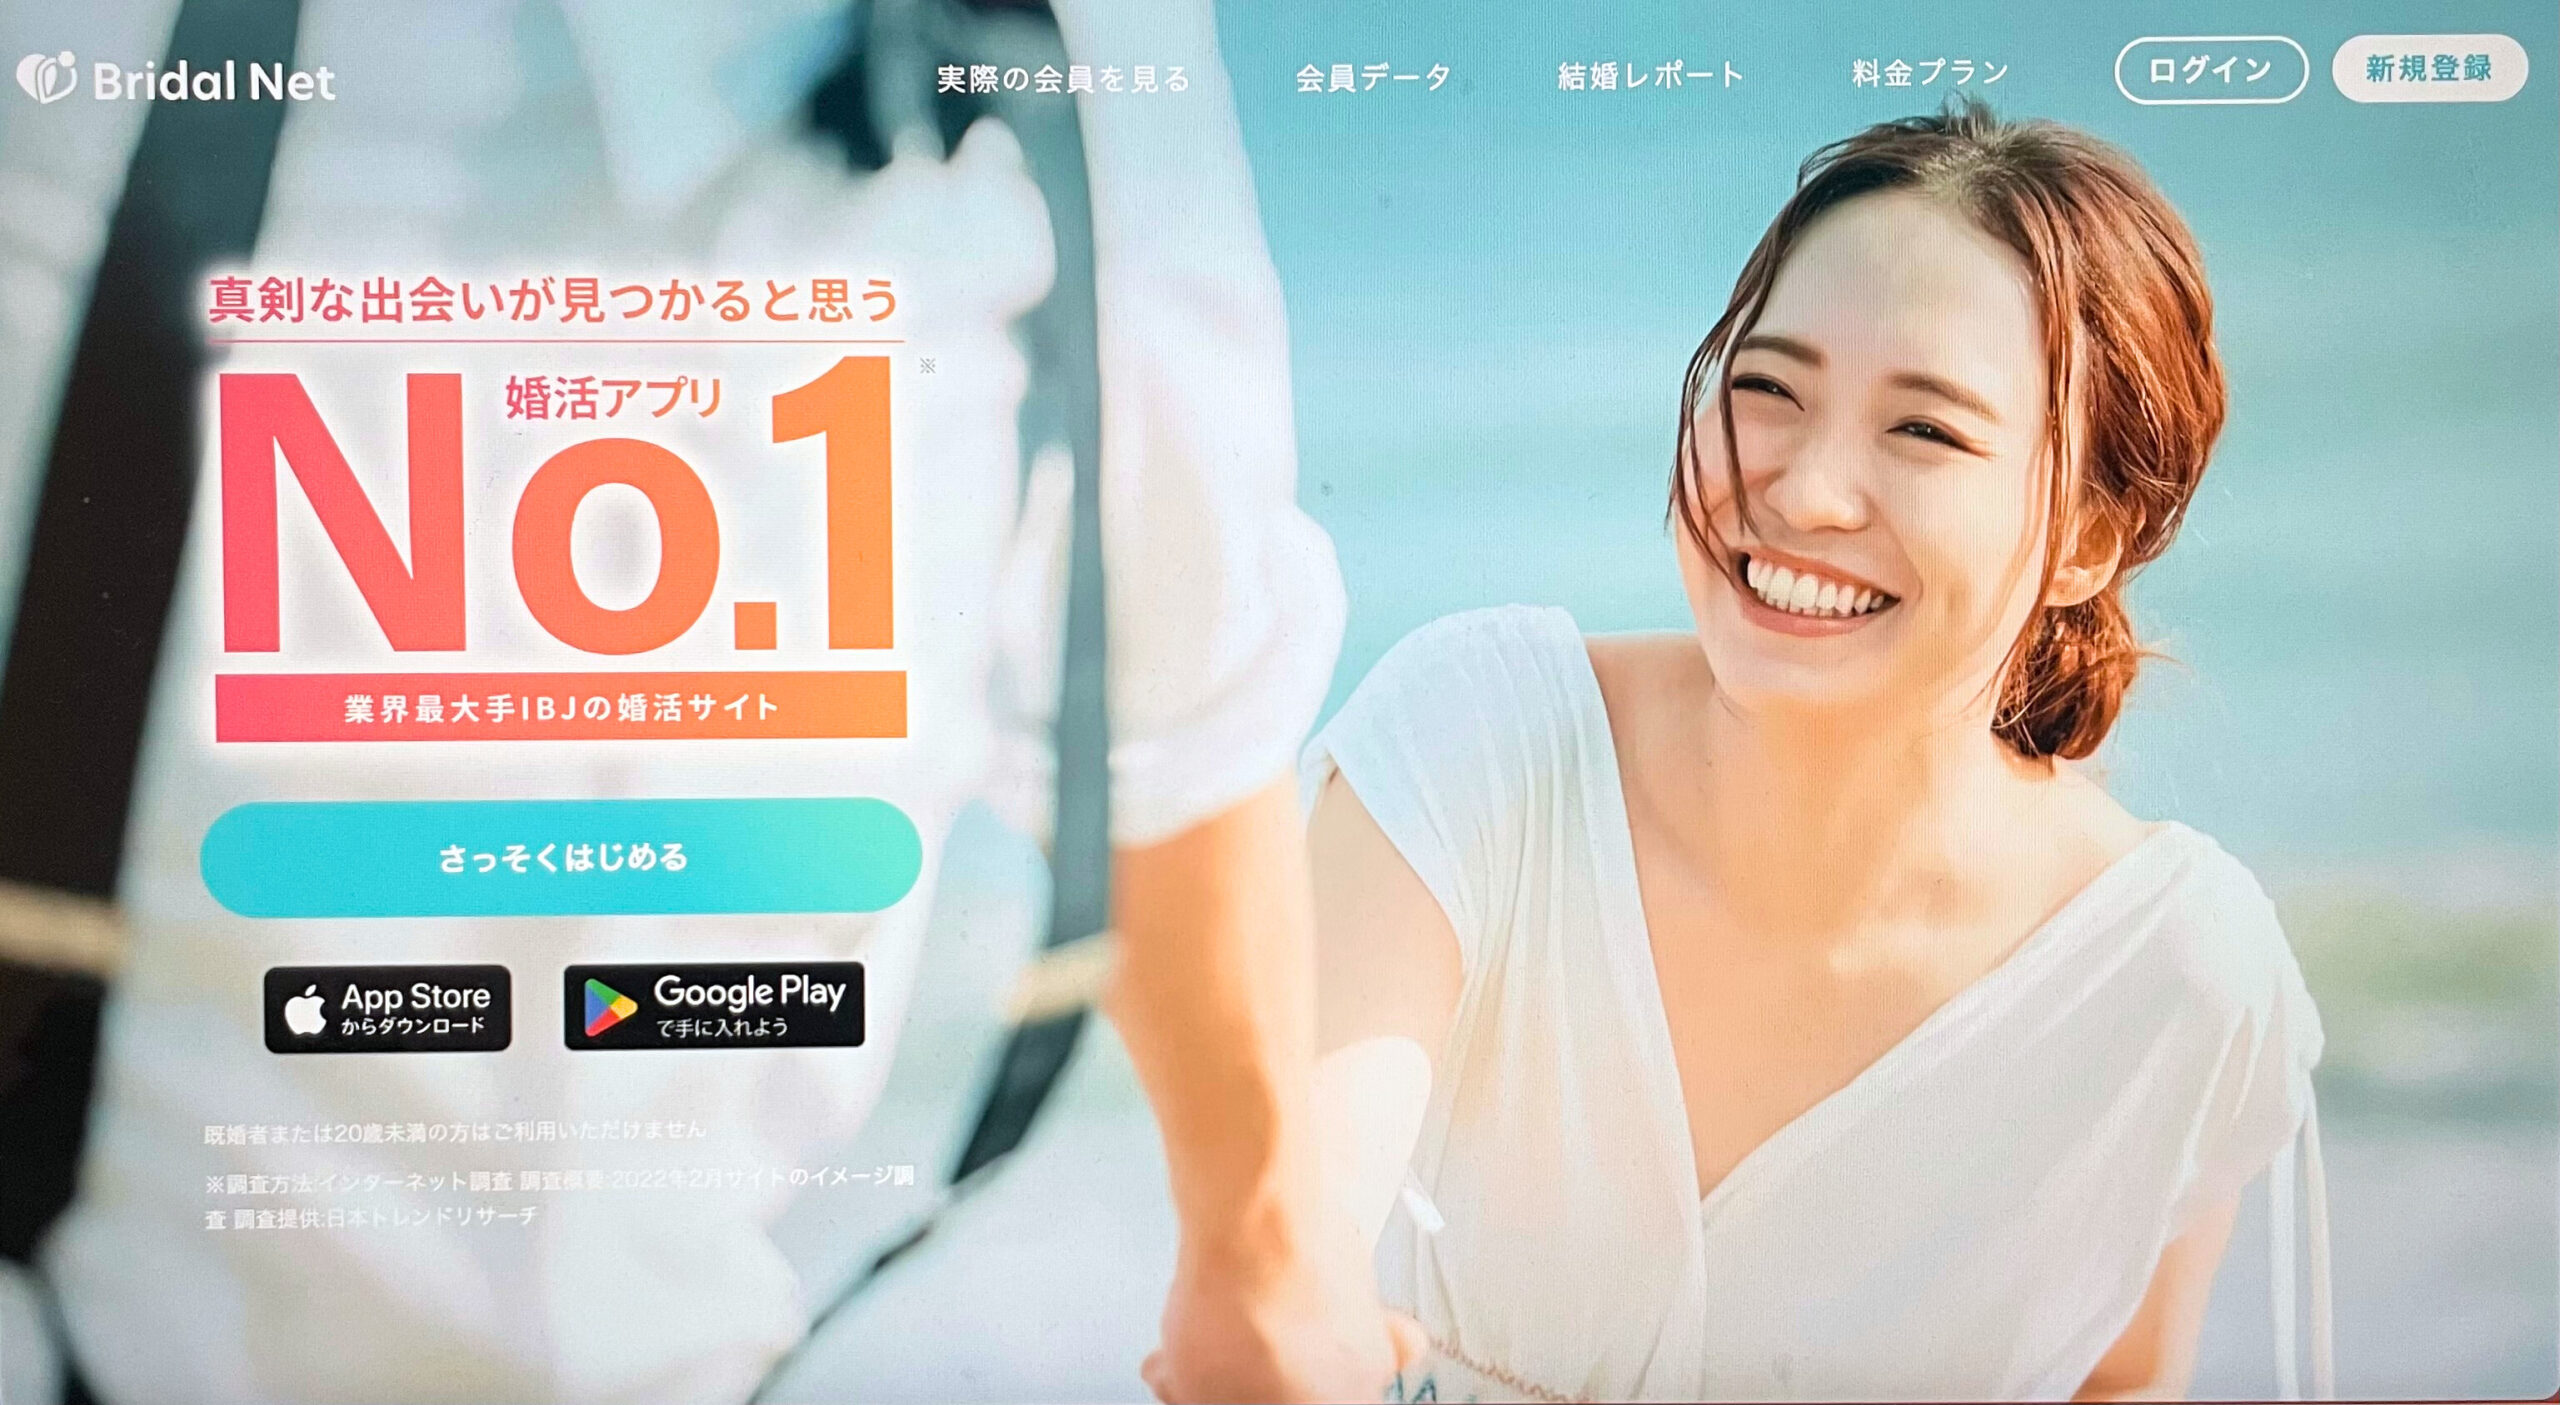 Bridal Net
実際の会員を見る 会員データ 結婚レポート 料金プラン ログイン 新規登録
真剣な出会いが見つかると思う
婚活アプリ
No.1※
業界最大手IBJの婚活サイト
さっそくはじめる
App Store
からダウンロード
Google Play
で手に入れよう
既婚者または20歳未満の方はご利用いただけません
※調査方法:インターネット調査 調査概要:2022年2月サイトのイメージ調
査 調査提供:日本トレンドリサーチ